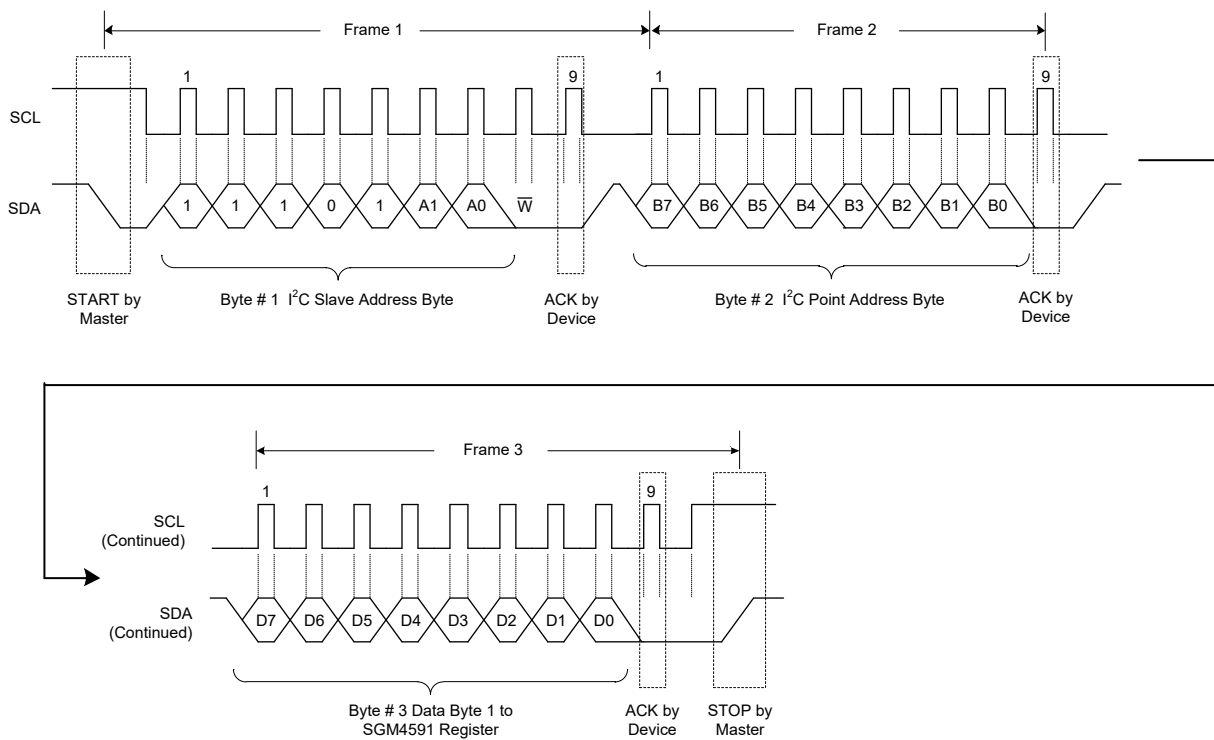 Frame 1
Frame 2
1
9
1
9
SCL
SDA
1
1
1
0
1
A1
A0
W̅
B7
B6
B5
B4
B3
B2
B1
B0
START by
Master
Byte # 1 I²C Slave Address Byte
ACK by
Device
Byte # 2 I²C Point Address Byte
ACK by
Device
Frame 3
1
9
SCL
(Continued)
SDA
(Continued)
D7
D6
D5
D4
D3
D2
D1
D0
Byte # 3 Data Byte 1 to
SGM4591 Register
ACK by
Device
STOP by
Master